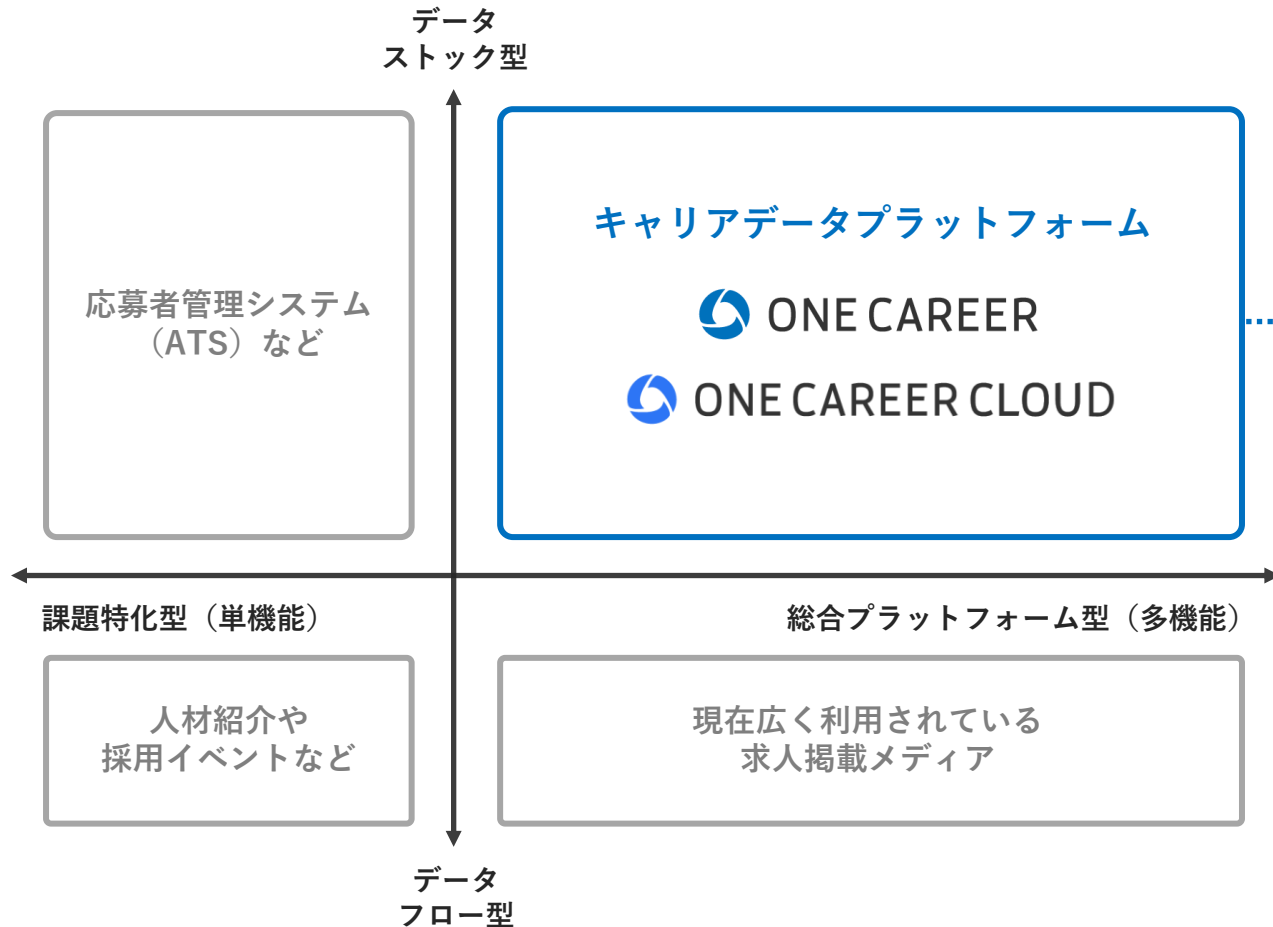 データ
ストック型
キャリアデータプラットフォーム
応募者管理システム
（ATS）など
ONE CAREER
ONE CAREER CLOUD
課題特化型（単機能）
総合プラットフォーム型（多機能）
人材紹介や
採用イベントなど
現在広く利用されている
求人掲載メディア
データ
フロー型